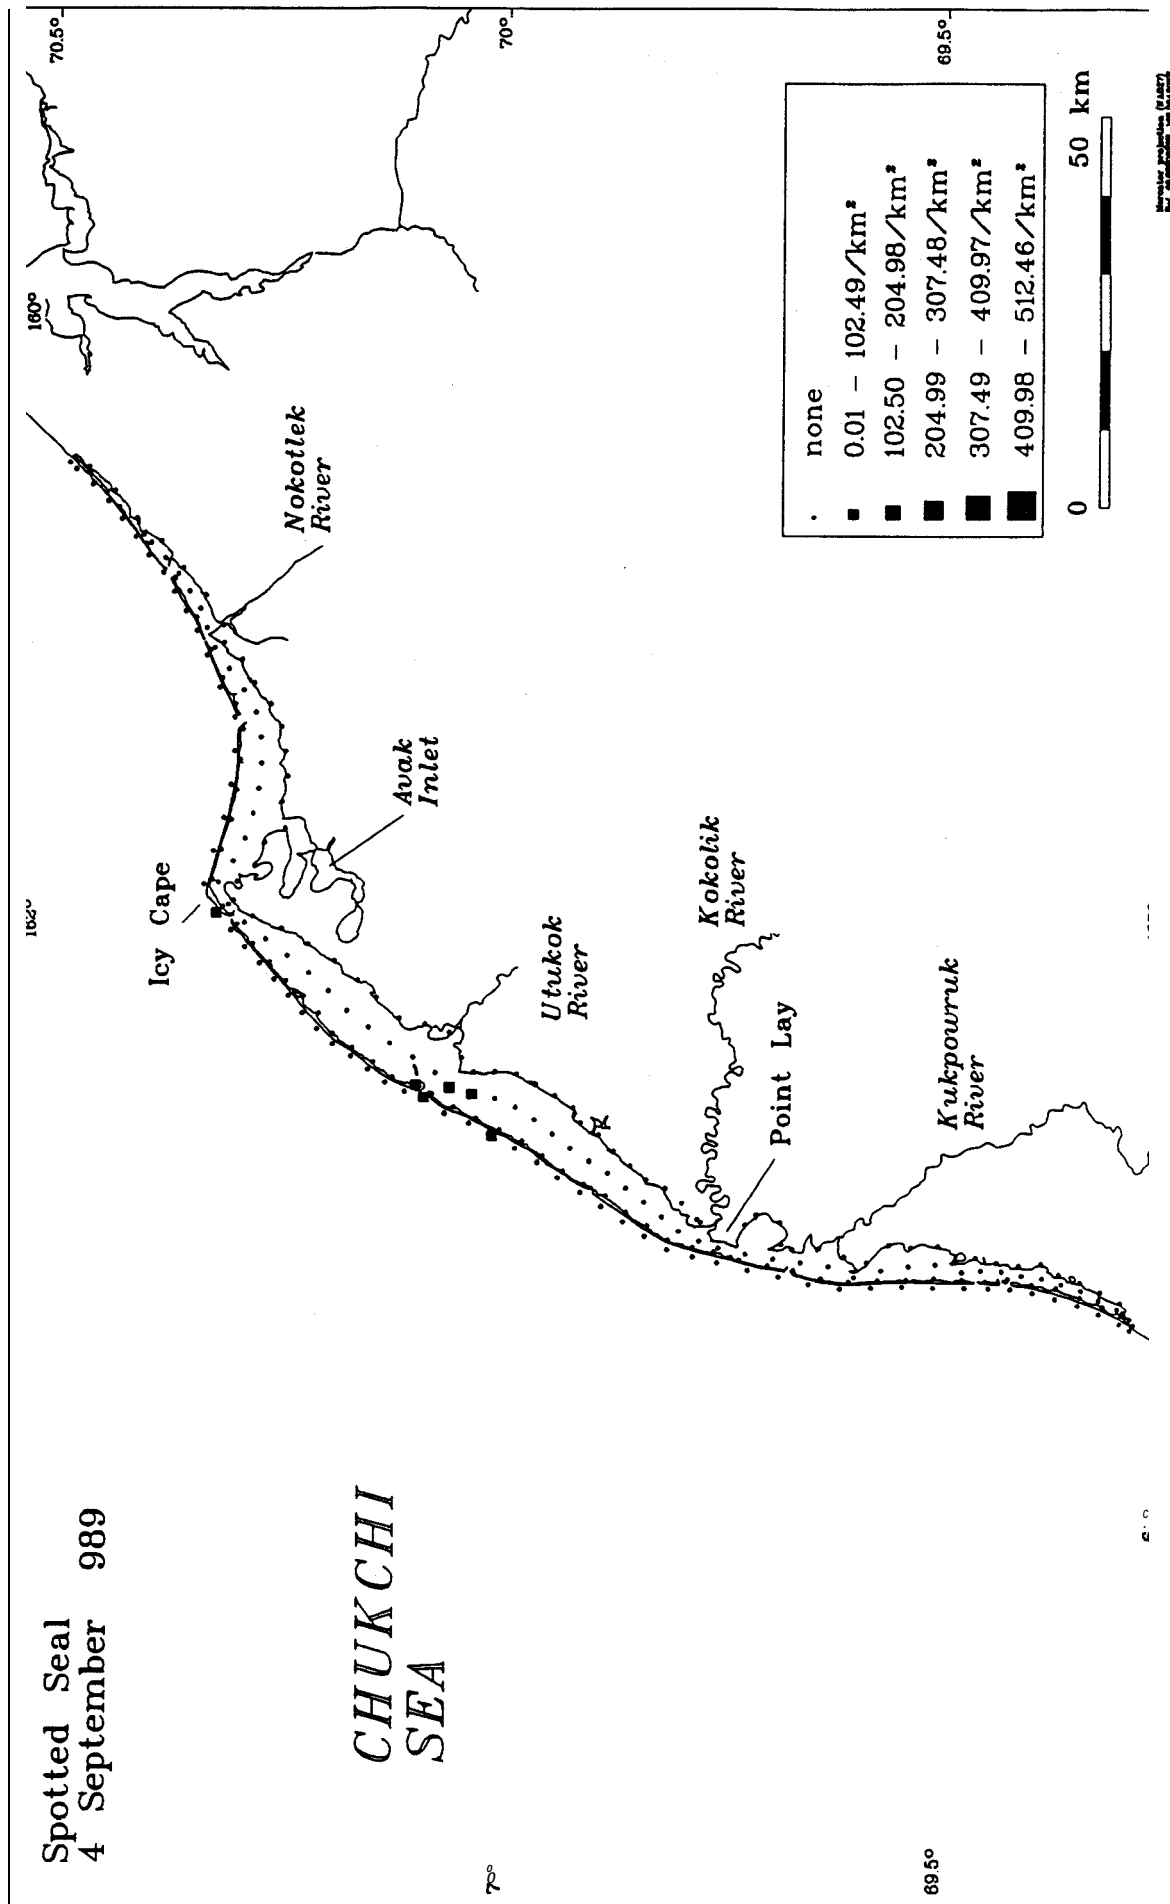 Spotted Seal
4 September 989
CHUKCHI
SEA
Icy Cape
Nokotlek
River
Avak
Inlet
Utukok
River
Kokolik
River
Point Lay
Kukpowruk
River
160°
162°
70.5°
70°
69.5°
70°
69.5°
none
0.01 – 102.49/km²
102.50 – 204.98/km²
204.99 – 307.48/km²
307.49 – 409.97/km²
409.98 – 512.46/km²
0 50 km